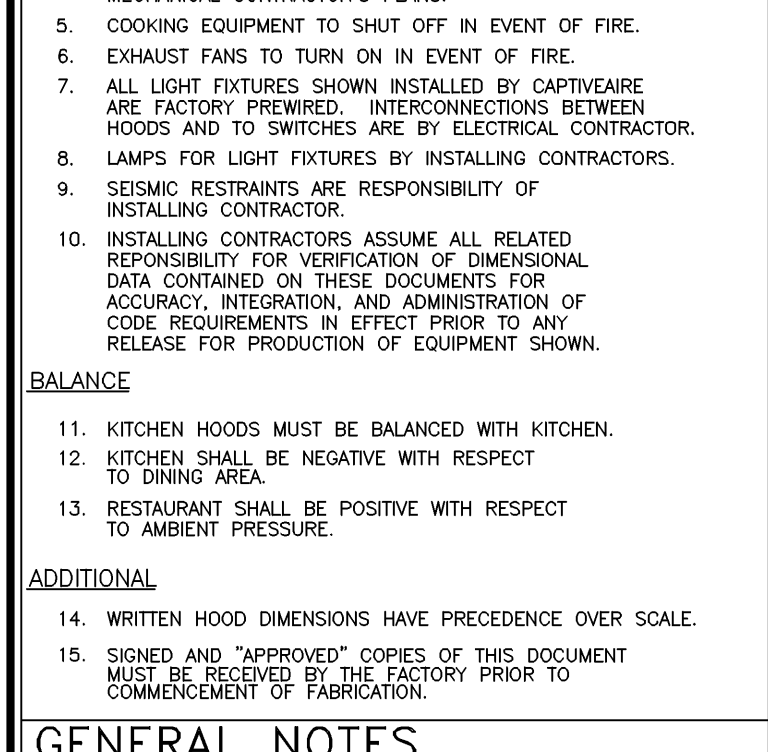 MECHANICAL CONTRACTOR'S PLANS.
5. COOKING EQUIPMENT TO SHUT OFF IN EVENT OF FIRE.
6. EXHAUST FANS TO TURN ON IN EVENT OF FIRE.
7. ALL LIGHT FIXTURES SHOWN INSTALLED BY CAPTIVEAIRE
ARE FACTORY PREWIRED. INTERCONNECTIONS BETWEEN
HOODS AND TO SWITCHES ARE BY ELECTRICAL CONTRACTOR.
8. LAMPS FOR LIGHT FIXTURES BY INSTALLING CONTRACTORS.
9. SEISMIC RESTRAINTS ARE RESPONSIBILITY OF
INSTALLING CONTRACTOR.
10. INSTALLING CONTRACTORS ASSUME ALL RELATED
REPONSIBILITY FOR VERIFICATION OF DIMENSIONAL
DATA CONTAINED ON THESE DOCUMENTS FOR
ACCURACY, INTEGRATION, AND ADMINISTRATION OF
CODE REQUIREMENTS IN EFFECT PRIOR TO ANY
RELEASE FOR PRODUCTION OF EQUIPMENT SHOWN.
BALANCE
11. KITCHEN HOODS MUST BE BALANCED WITH KITCHEN.
12. KITCHEN SHALL BE NEGATIVE WITH RESPECT
TO DINING AREA.
13. RESTAURANT SHALL BE POSITIVE WITH RESPECT
TO AMBIENT PRESSURE.
ADDITIONAL
14. WRITTEN HOOD DIMENSIONS HAVE PRECEDENCE OVER SCALE.
15. SIGNED AND "APPROVED" COPIES OF THIS DOCUMENT
MUST BE RECEIVED BY THE FACTORY PRIOR TO
COMMENCEMENT OF FABRICATION.
GENERAL NOTES